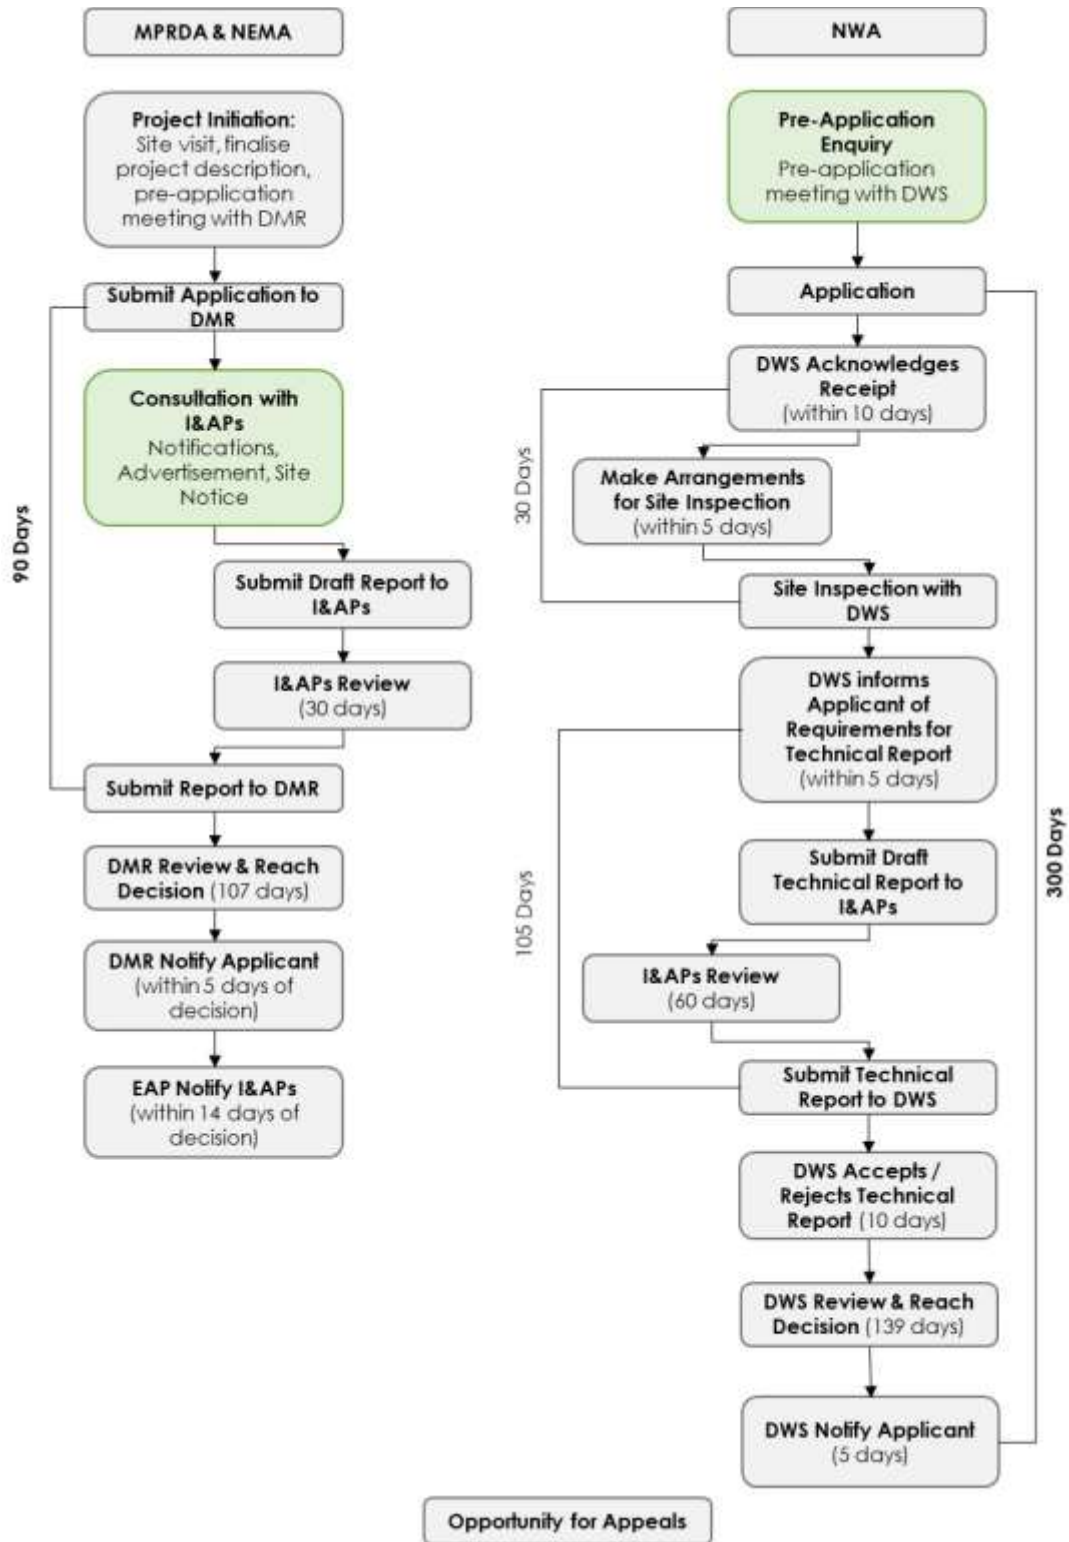 MPRDA & NEMA
Project Initiation:
Site visit, finalise
project description,
pre-application
meeting with DMR
Submit Application to
DMR
Consultation with
I&APs
Notifications,
Advertisement, Site
Notice
90 Days
Submit Draft Report to
I&APs
I&APs Review
(30 days)
Submit Report to DMR
DMR Review & Reach
Decision (107 days)
DMR Notify Applicant
(within 5 days of
decision)
EAP Notify I&APs
(within 14 days of
decision)
NWA
Pre-Application
Enquiry
Pre-application
meeting with DWS
Application
DWS Acknowledges
Receipt
(within 10 days)
30 Days
Make Arrangements
for Site Inspection
(within 5 days)
Site Inspection with
DWS
DWS informs
Applicant of
Requirements for
Technical Report
(within 5 days)
105 Days
Submit Draft
Technical Report to
I&APs
I&APs Review
(60 days)
Submit Technical
Report to DWS
DWS Accepts /
Rejects Technical
Report (10 days)
DWS Review & Reach
Decision (139 days)
DWS Notify Applicant
(5 days)
300 Days
Opportunity for Appeals